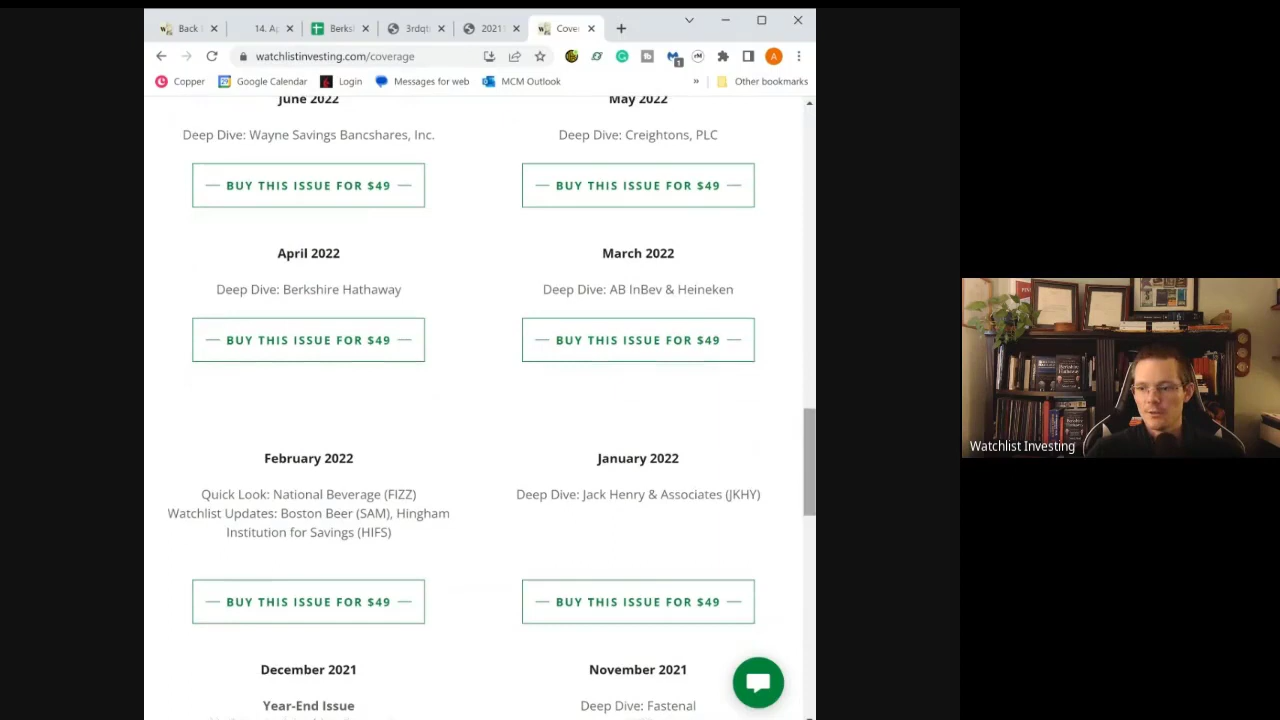 Back
14. A
Berks
3rdqt
2021
Cove
watchlistinvesting.com/coverage
Copper
Google Calendar
Login
Messages for web
MCM Outlook
»
Other bookmarks
June 2022
May 2022
Deep Dive: Wayne Savings Bancshares, Inc.
Deep Dive: Creightons, PLC
BUY THIS ISSUE FOR $49
BUY THIS ISSUE FOR $49
April 2022
March 2022
Deep Dive: Berkshire Hathaway
Deep Dive: AB InBev & Heineken
BUY THIS ISSUE FOR $49
BUY THIS ISSUE FOR $49
February 2022
January 2022
Quick Look: National Beverage (FIZZ)
Watchlist Updates: Boston Beer (SAM), Hingham
Institution for Savings (HIFS)
Deep Dive: Jack Henry & Associates (JKHY)
BUY THIS ISSUE FOR $49
BUY THIS ISSUE FOR $49
December 2021
November 2021
Year-End Issue
Deep Dive: Fastenal
Watchlist Investing